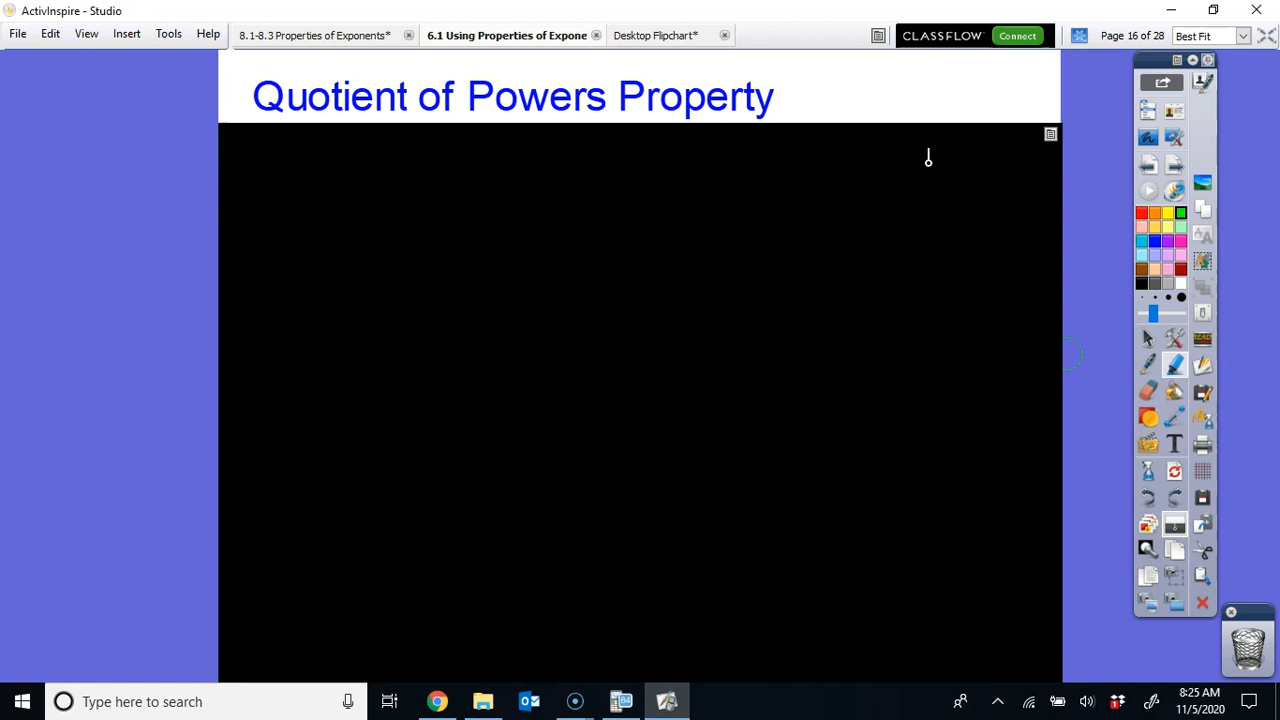 ActivInspire - Studio
File Edit View Insert Tools Help
8.1-8.3 Properties of Exponents*
6.1 Using Properties of Expone
Desktop Flipchart*
CLASSFLOW Connect
Page 16 of 28
Best Fit
Quotient of Powers Property
Type here to search
8:25 AM
11/5/2020